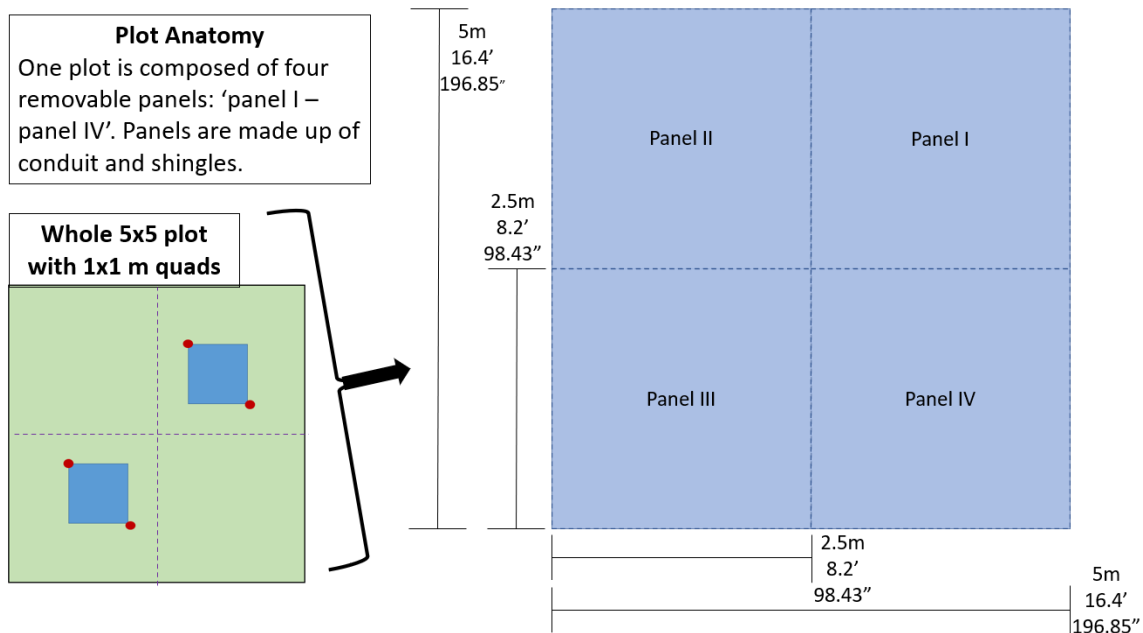 Plot Anatomy
One plot is composed of four
removable panels: ‘panel I –
panel IV’. Panels are made up of
conduit and shingles.
Whole 5x5 plot
with 1x1 m quads
5m
16.4’
196.85”
Panel II
Panel I
2.5m
8.2’
98.43”
Panel III
Panel IV
2.5m
8.2’
98.43”
5m
16.4’
196.85”